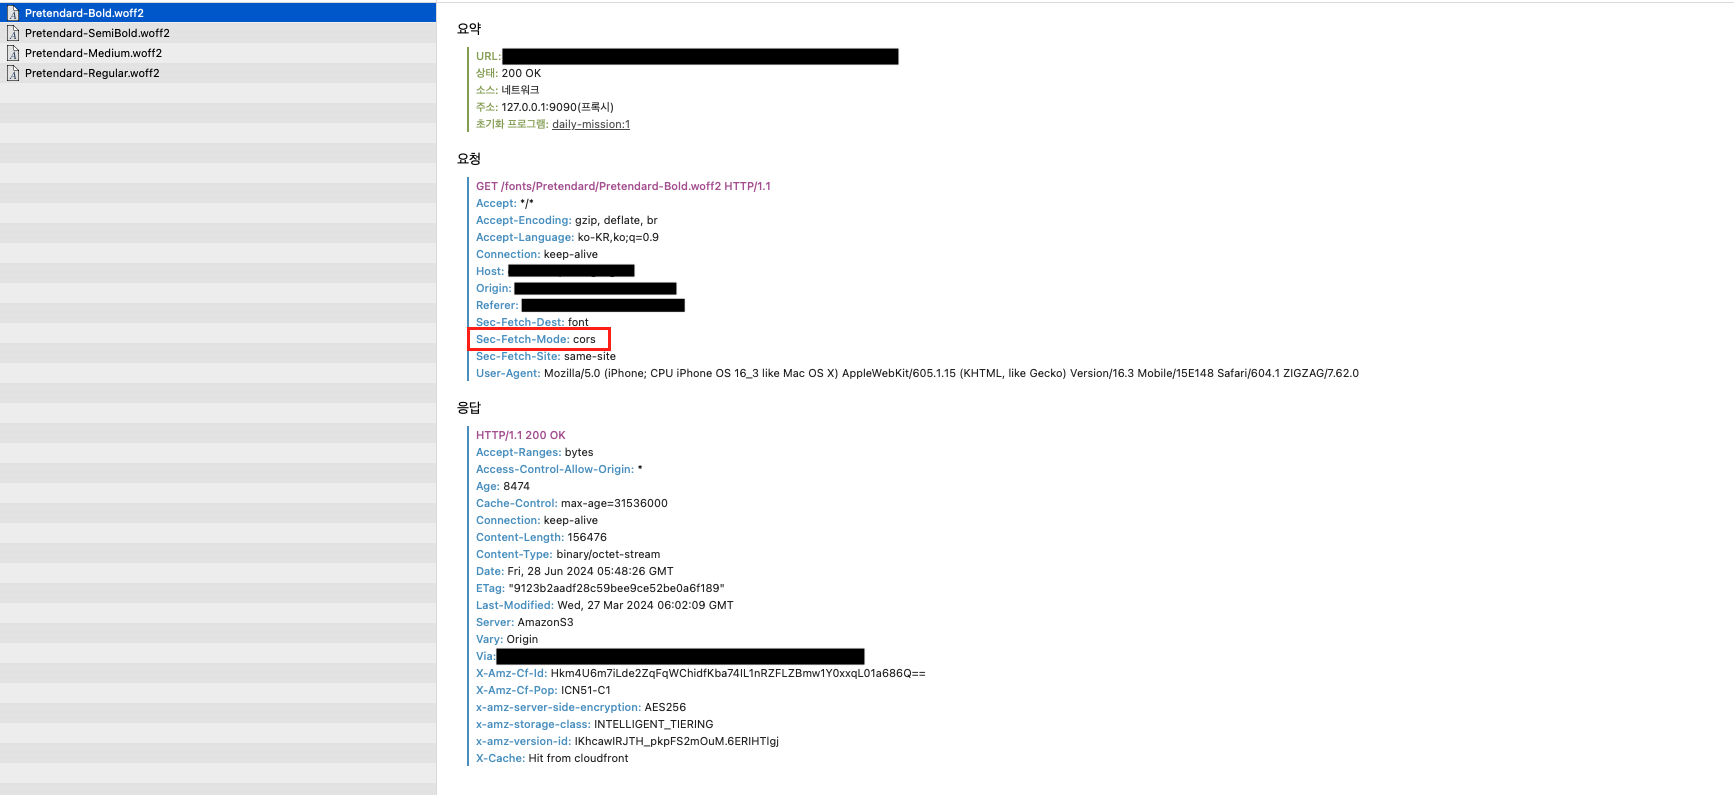 Pretendard-Bold.woff2
Pretendard-SemiBold.woff2
Pretendard-Medium.woff2
Pretendard-Regular.woff2
요약
URL:
상태: 200 OK
소스: 네트워크
주소: 127.0.0.1:9090(프록시)
초기화 프로그램: daily-mission:1
요청
GET /fonts/Pretendard/Pretendard-Bold.woff2 HTTP/1.1
Accept: */*
Accept-Encoding: gzip, deflate, br
Accept-Language: ko-KR,ko;q=0.9
Connection: keep-alive
Host:
Origin:
Referer:
Sec-Fetch-Dest: font
Sec-Fetch-Mode: cors
Sec-Fetch-Site: same-site
User-Agent: Mozilla/5.0 (iPhone; CPU iPhone OS 16_3 like Mac OS X) AppleWebKit/605.1.15 (KHTML, like Gecko) Version/16.3 Mobile/15E148 Safari/604.1 ZIGZAG/7.62.0
응답
HTTP/1.1 200 OK
Accept-Ranges: bytes
Access-Control-Allow-Origin: *
Age: 8474
Cache-Control: max-age=31536000
Connection: keep-alive
Content-Length: 156476
Content-Type: binary/octet-stream
Date: Fri, 28 Jun 2024 05:48:26 GMT
ETag: "9123b2aadf28c59bee9ce52be0a6f189"
Last-Modified: Wed, 27 Mar 2024 06:02:09 GMT
Server: AmazonS3
Vary: Origin
Via:
X-Amz-Cf-Id: Hkm4U6m7iLde2ZqFqWChidfKba74IL1nRZFLZBmw1Y0xxqL01a686Q==
X-Amz-Cf-Pop: ICN51-C1
x-amz-server-side-encryption: AES256
x-amz-storage-class: INTELLIGENT_TIERING
x-amz-version-id: IKhcawIRJTH_pkpFS2mOuM.6ERIHTIgj
X-Cache: Hit from cloudfront